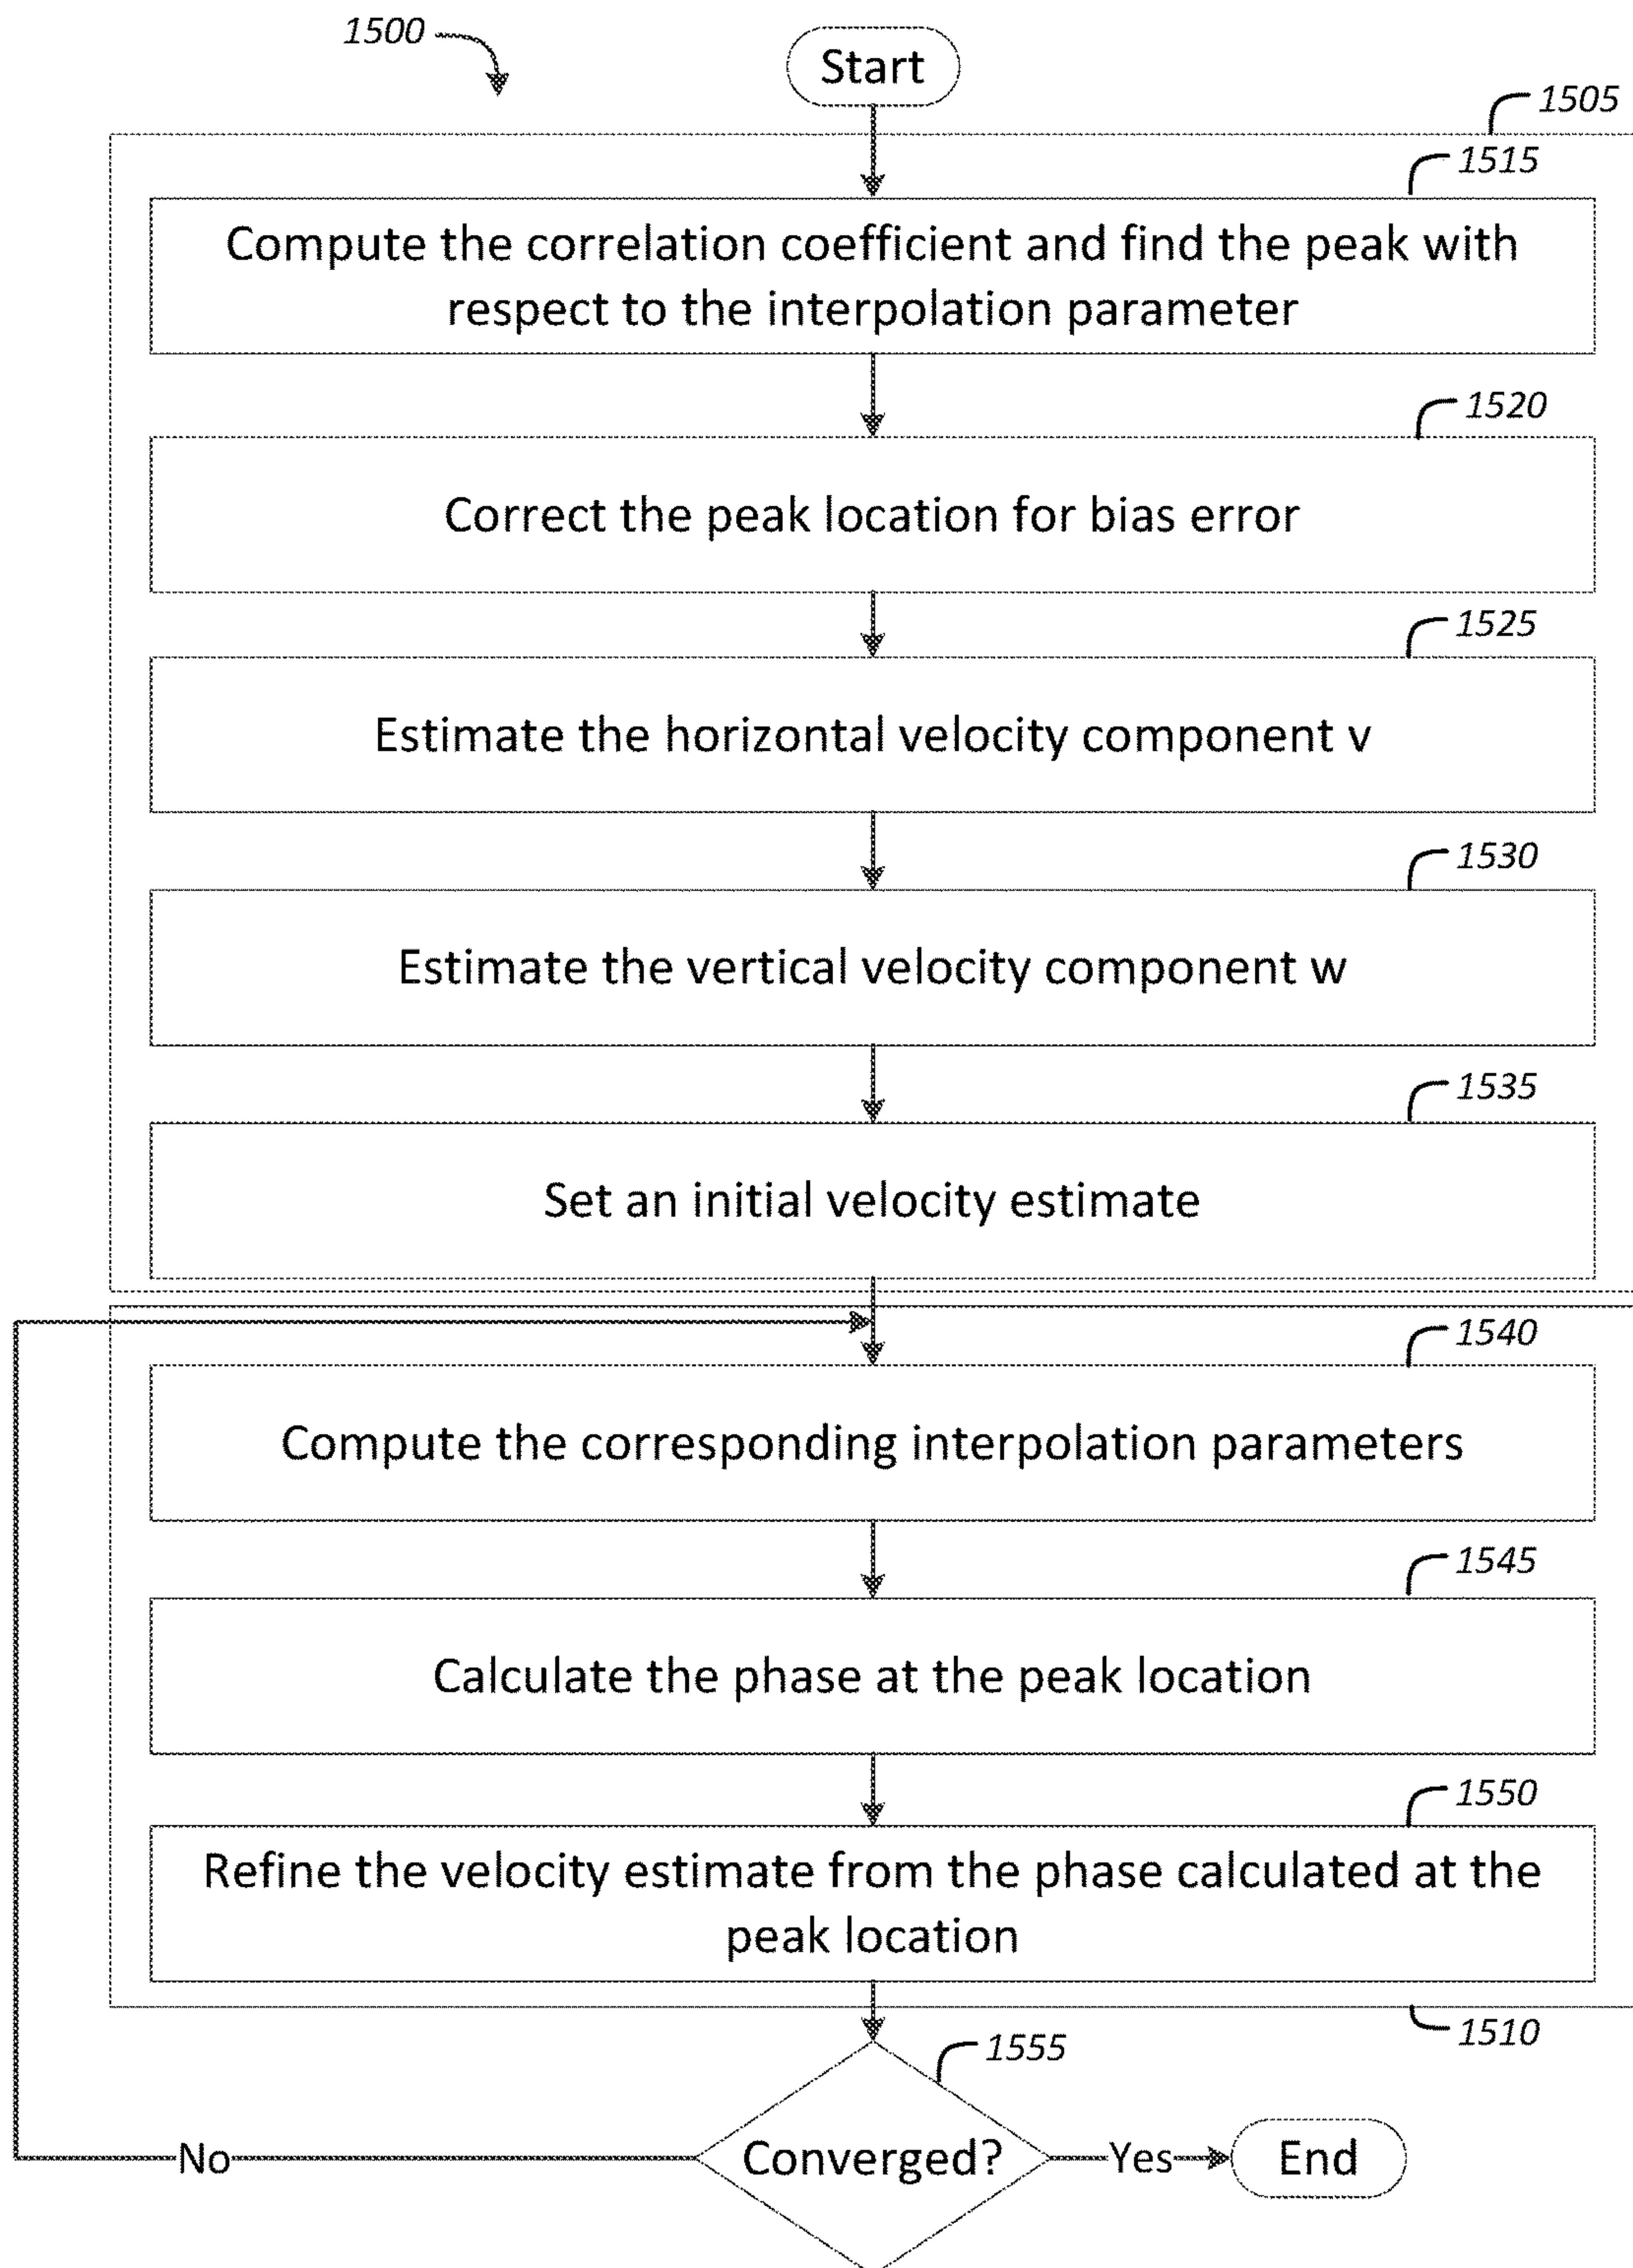 1500
Start
1505
1515
Compute the correlation coefficient and find the peak with
respect to the interpolation parameter
1520
Correct the peak location for bias error
1525
Estimate the horizontal velocity component v
1530
Estimate the vertical velocity component w
1535
Set an initial velocity estimate
1540
Compute the corresponding interpolation parameters
1545
Calculate the phase at the peak location
1550
Refine the velocity estimate from the phase calculated at the
peak location
1510
1555
No
Converged?
Yes
End